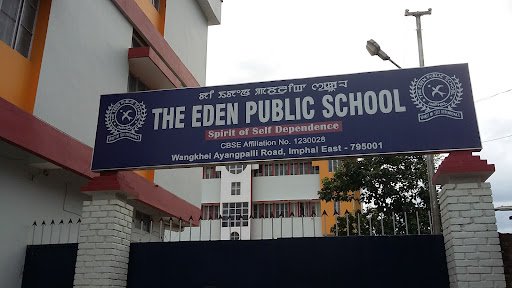 THE EDEN PUBLIC SCHOOL
Spirit of Self Dependence
CBSE Affiliation No. 1230028
Wangkhei Ayangpalli Road, Imphal East - 795001